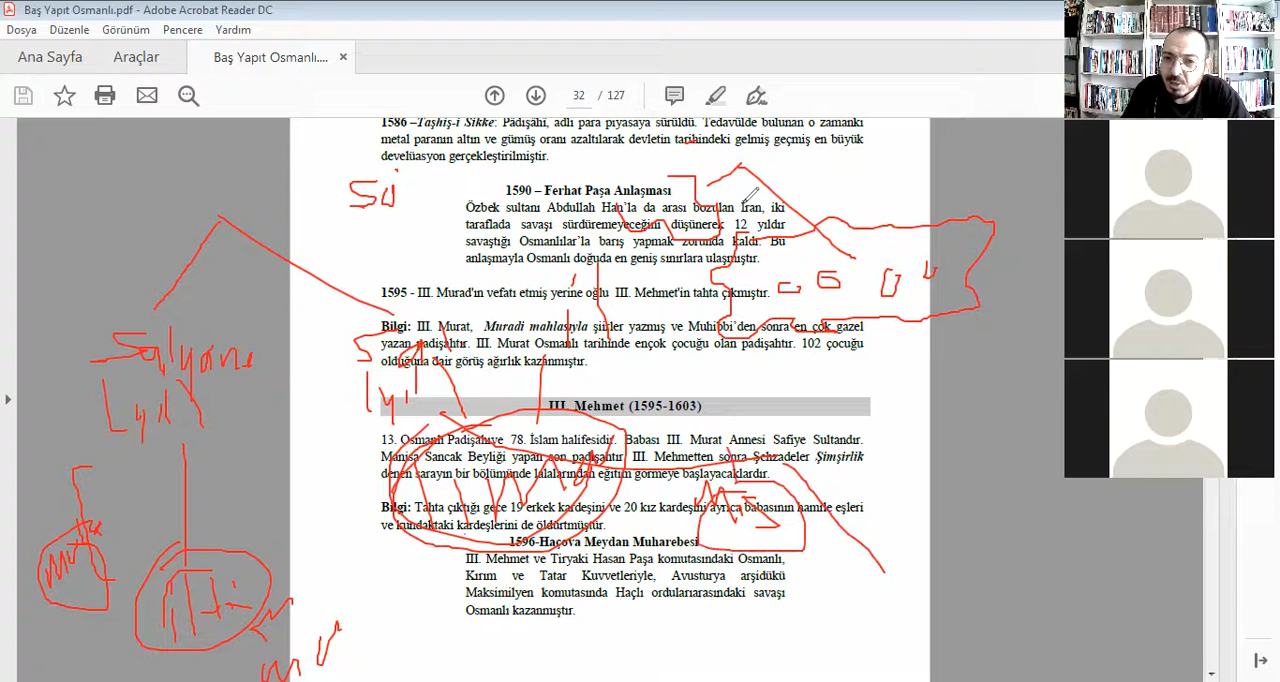 Baş Yapıt Osmanlı.pdf - Adobe Acrobat Reader DC
Dosya Düzenle Görünüm Pencere Yardım
Ana Sayfa Araçlar Baş Yapıt Osmanlı.... ×
32 / 127
1586 –Taşhiş-i Sikke: Padişahı, adlı para piyasaya sürüldü. Tedavülde bulunan o zamankı
metal paranın altın ve gümüş oranı azaltılarak devletin tarihindeki gelmiş geçmiş en büyük
develüasyon gerçekleştirilmiştir.
1590 – Ferhat Paşa Anlaşması
Özbek sultanı Abdullah Han'la da arası bozulan İran, iki
taraflada savaşı sürdüremeyeceğini düşünerek 12 yıldır
savaştığı Osmanlılar'la barış yapmak zorunda kaldı. Bu
anlaşmayla Osmanlı doğuda en geniş sınırlara ulaşmıştır.
1595 - III. Murad'ın vefatı etmiş yerine oğlu III. Mehmet'in tahta çıkmıştır.
Bilgi: III. Murat, Muradi mahlasıyla şiirler yazmış ve Muhibbi'den sonra en çok gazel
yazan padişahtır. III. Murat Osmanlı tarihinde ençok çocuğu olan padişahtır. 102 çocuğu
olduğuna dair görüş ağırlık kazanmıştır.
III. Mehmet (1595-1603)
13. Osmanlı Padişahı ve 78. İslam halifesidir. Babası III. Murat Annesi Safiye Sultandır.
Manisa Sancak Beyliği yapan son padişahtır. III. Mehmetten sonra Şehzadeler Şimşirlik
denen sarayın bir bölümünde lalalarından eğitim görmeye başlayacaklardır.
Bilgi: Tahta çıktığı gece 19 erkek kardeşini ve 20 kız kardeşini ayrıca babasının hamile eşleri
ve kundaktaki kardeşlerini de öldürtmüştür.
1596-Haçova Meydan Muharebesi
III. Mehmet ve Tiryaki Hasan Paşa komutasındaki Osmanlı,
Kırım ve Tatar Kuvvetleriyle, Avusturya arşidükü
Maksimilyen komutasında Haçlı ordularıarasındaki savaşı
Osmanlı kazanmıştır.
Salyane